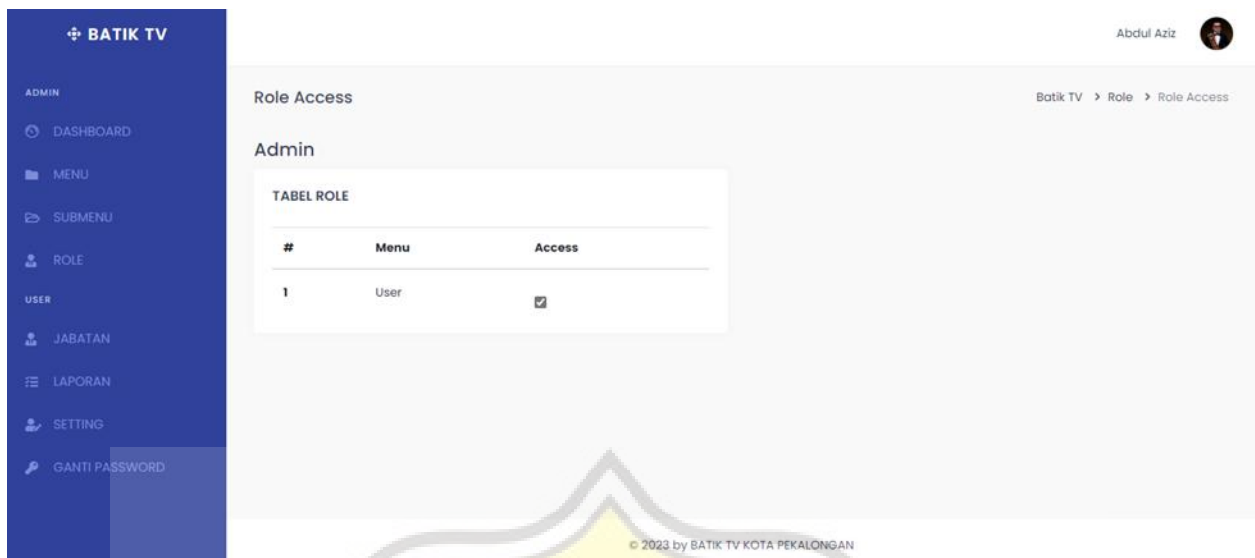 BATIK TV
Abdul Aziz
ADMIN
DASHBOARD
MENU
SUBMENU
ROLE
USER
JABATAN
LAPORAN
SETTING
GANTI PASSWORD
Role Access
Batik TV > Role > Role Access
Admin
TABEL ROLE
# Menu Access
1 User
© 2023 by BATIK TV KOTA PEKALONGAN